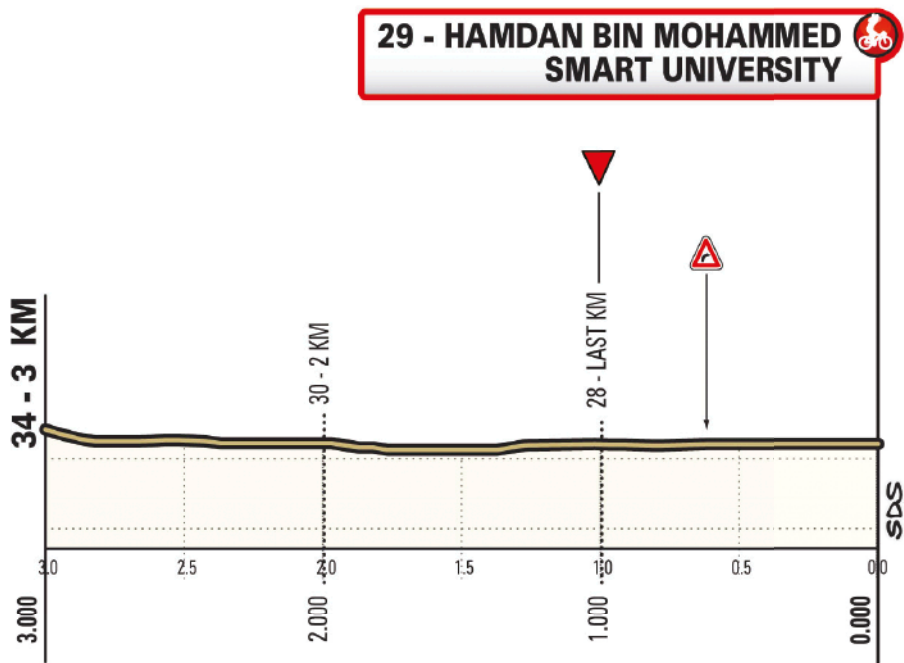 29 - HAMDAN BIN MOHAMMED
SMART UNIVERSITY
34 - 3 KM
30 - 2 KM
28 - LAST KM
SDS
3.0
2.5
2.0
1.5
1.0
0.5
0.0
3.000
2.000
1.000
0.000